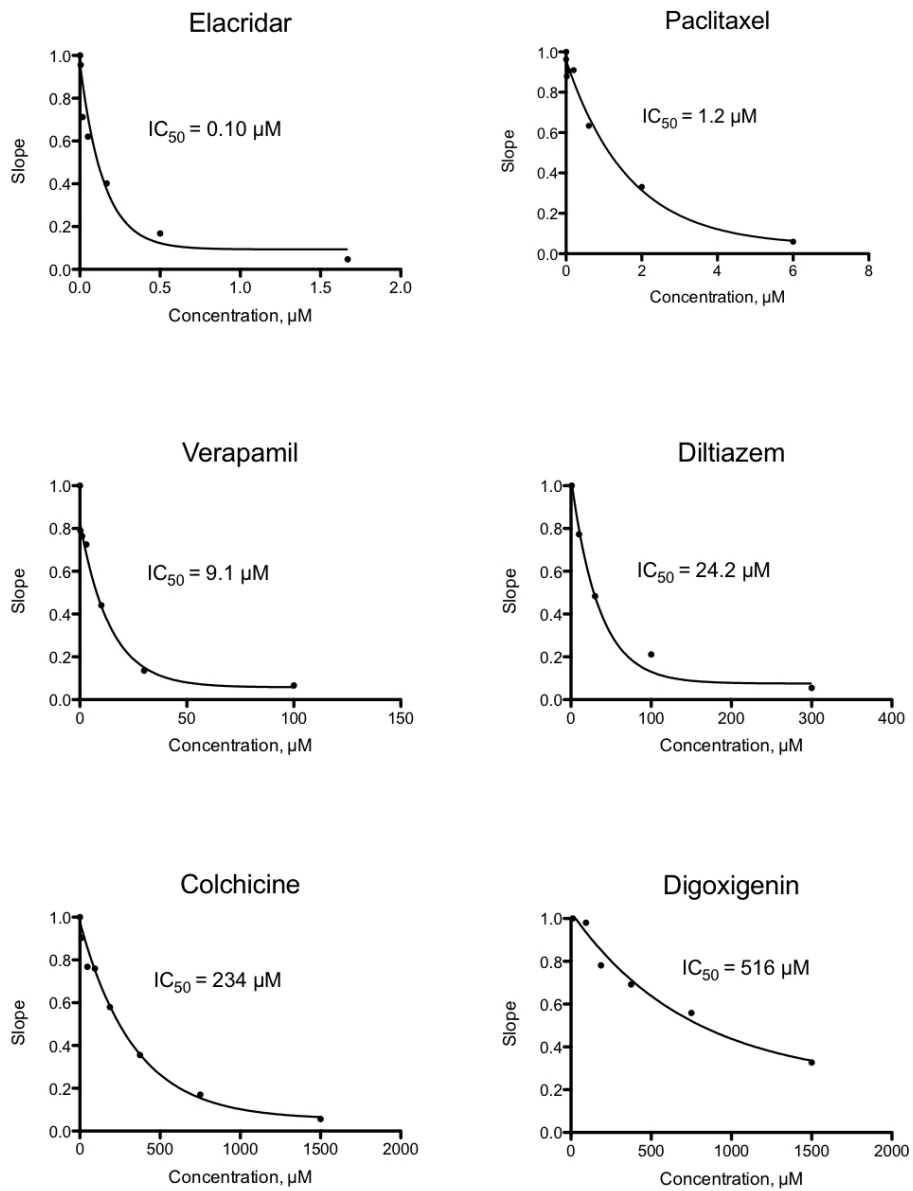 Elacridar
1.0
0.8
0.6
0.4
0.2
0.0
Slope
IC50 = 0.10 µM
0.0 0.5 1.0 1.5 2.0
Concentration, µM
Paclitaxel
1.0
0.8
0.6
0.4
0.2
0.0
Slope
IC50 = 1.2 µM
0 2 4 6 8
Concentration, µM
Verapamil
1.0
0.8
0.6
0.4
0.2
0.0
Slope
IC50 = 9.1 µM
0 50 100 150
Concentration, µM
Diltiazem
1.0
0.8
0.6
0.4
0.2
0.0
Slope
IC50 = 24.2 µM
0 100 200 300 400
Concentration, µM
Colchicine
1.0
0.8
0.6
0.4
0.2
0.0
Slope
IC50 = 234 µM
0 500 1000 1500 2000
Concentration, µM
Digoxigenin
1.0
0.8
0.6
0.4
0.2
0.0
Slope
IC50 = 516 µM
0 500 1000 1500 2000
Concentration, µM